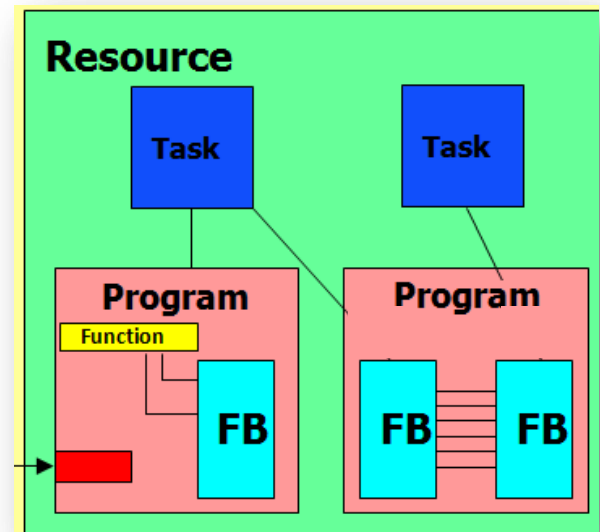 Resource
Task
Task
Program
Program
Function
FB
FB
FB